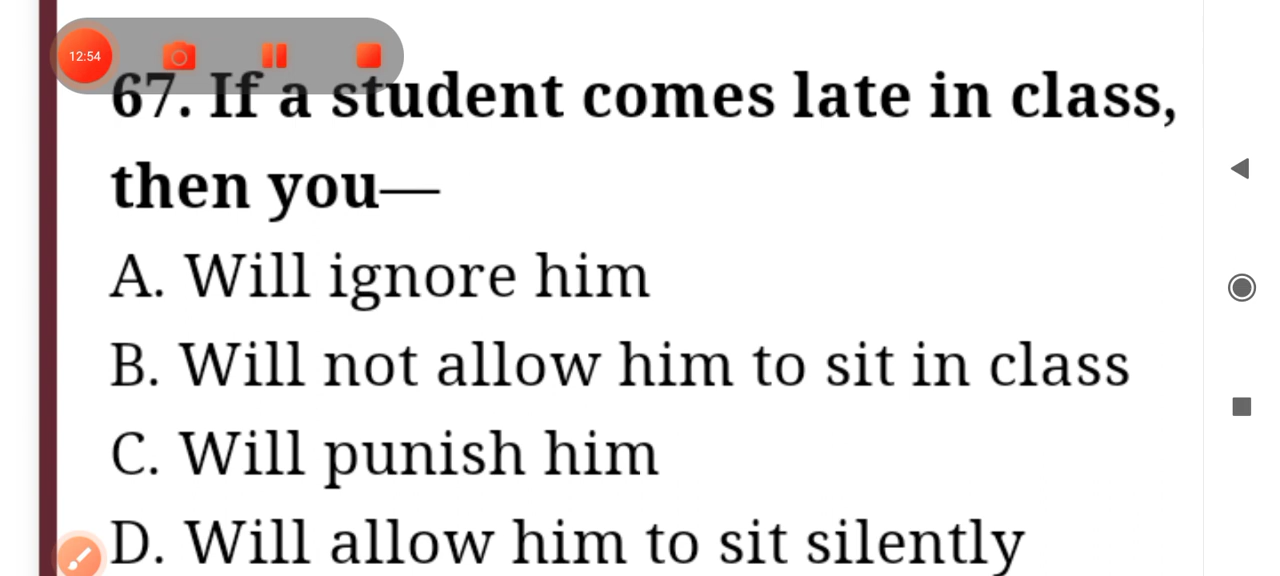 12:54
67. If a student comes late in class,
then you—
A. Will ignore him
B. Will not allow him to sit in class
C. Will punish him
D. Will allow him to sit silently